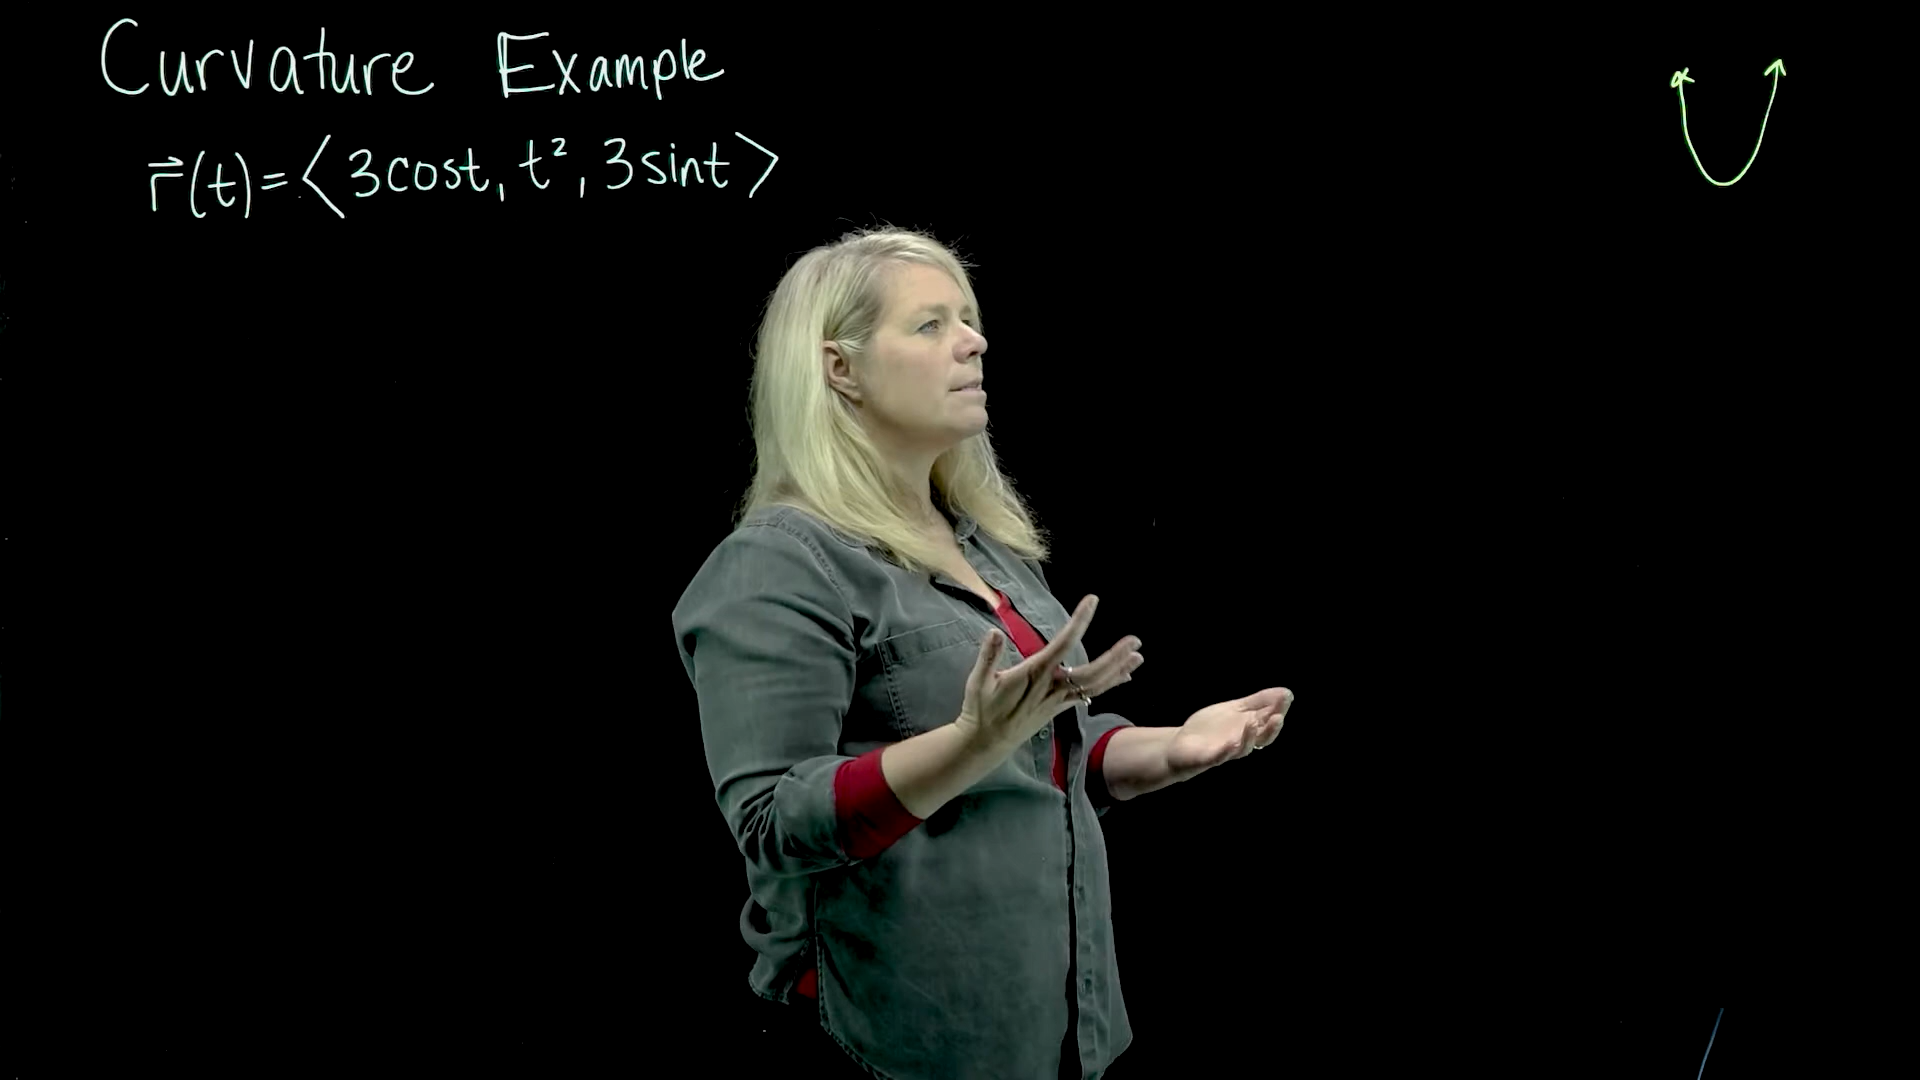 Curvature Example
r⃗(t)=⟨3cost, t², 3sint⟩